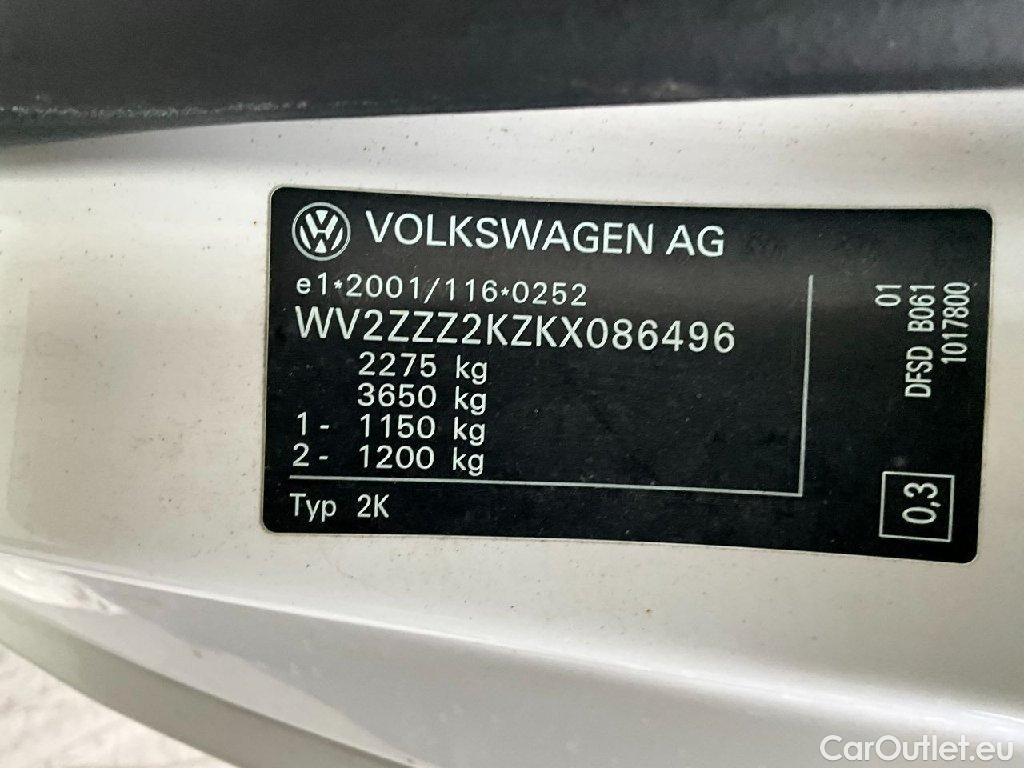 VOLKSWAGEN AG
e1*2001/116*0252
WV2ZZZ2KZKX086496
2275 kg
3650 kg
1 - 1150 kg
2 - 1200 kg
Typ 2K
01
DFSD B061
1017800
0,3
CarOutlet.eu